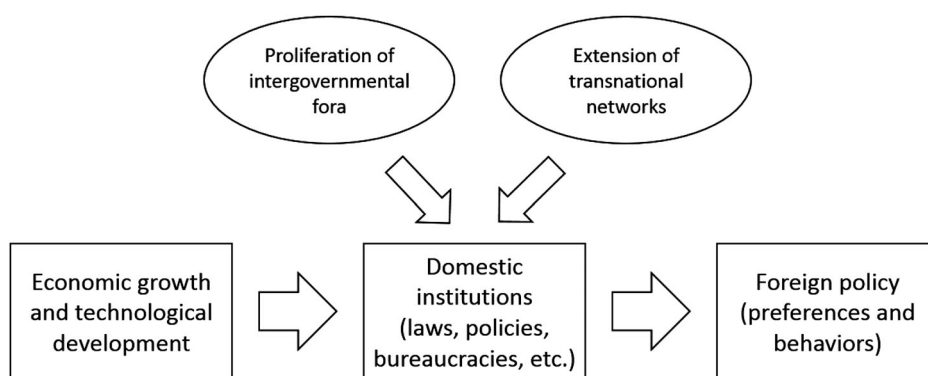 Proliferation of
intergovernmental
fora
Extension of
transnational
networks
Economic growth
and technological
development
Domestic
institutions
(laws, policies,
bureaucracies, etc.)
Foreign policy
(preferences and
behaviors)